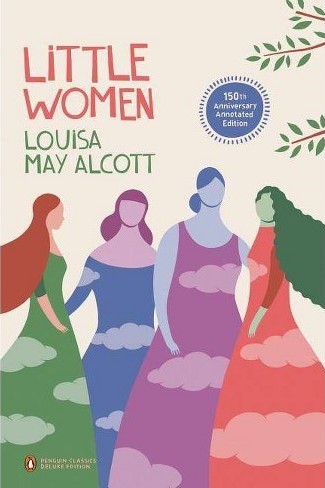 LITTLE
WOMEN
LOUISA
MAY ALCOTT
150th
Anniversary
Annotated
Edition
PENGUIN CLASSICS
DELUXE EDITION